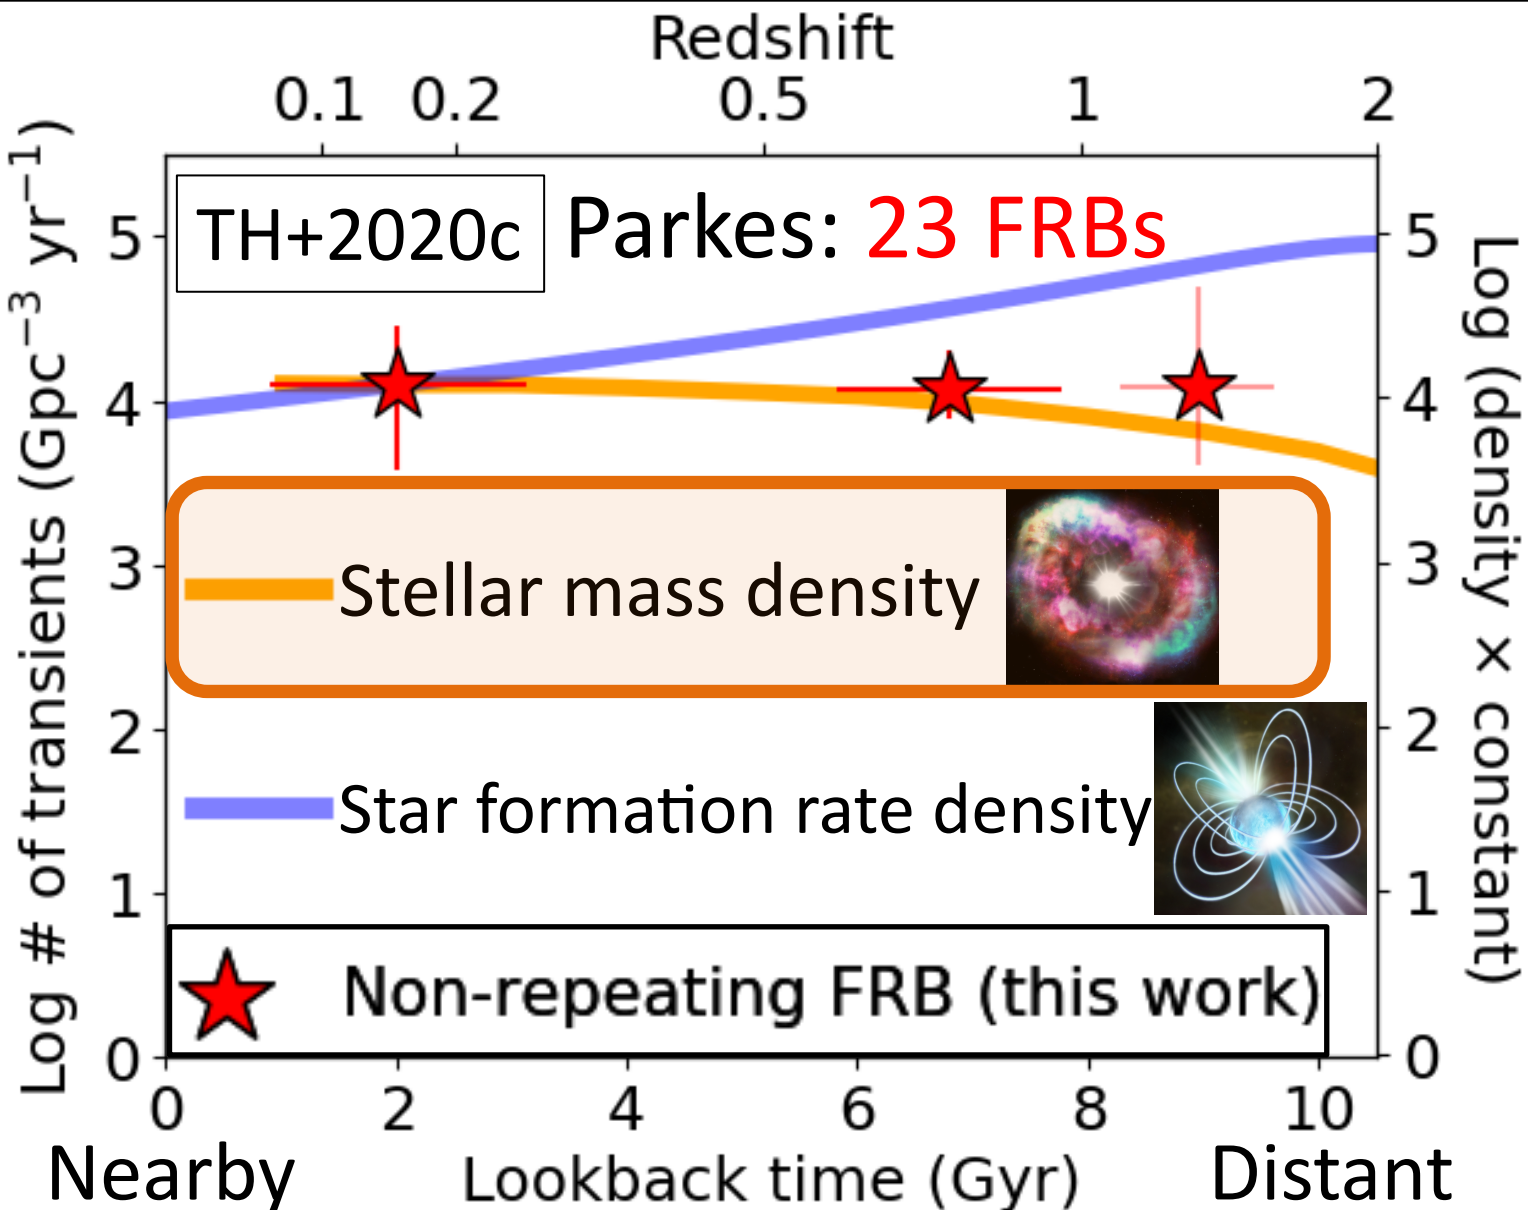 Redshift
0.1 0.2 0.5 1 2
Log # of transients (Gpc⁻³ yr⁻¹)
5
4
3
2
1
0
TH+2020c
Parkes: 23 FRBs
Stellar mass density
Star formation rate density
Non-repeating FRB (this work)
5
4
3
2
1
0
Log (density × constant)
0 2 4 6 8 10
Nearby Lookback time (Gyr) Distant